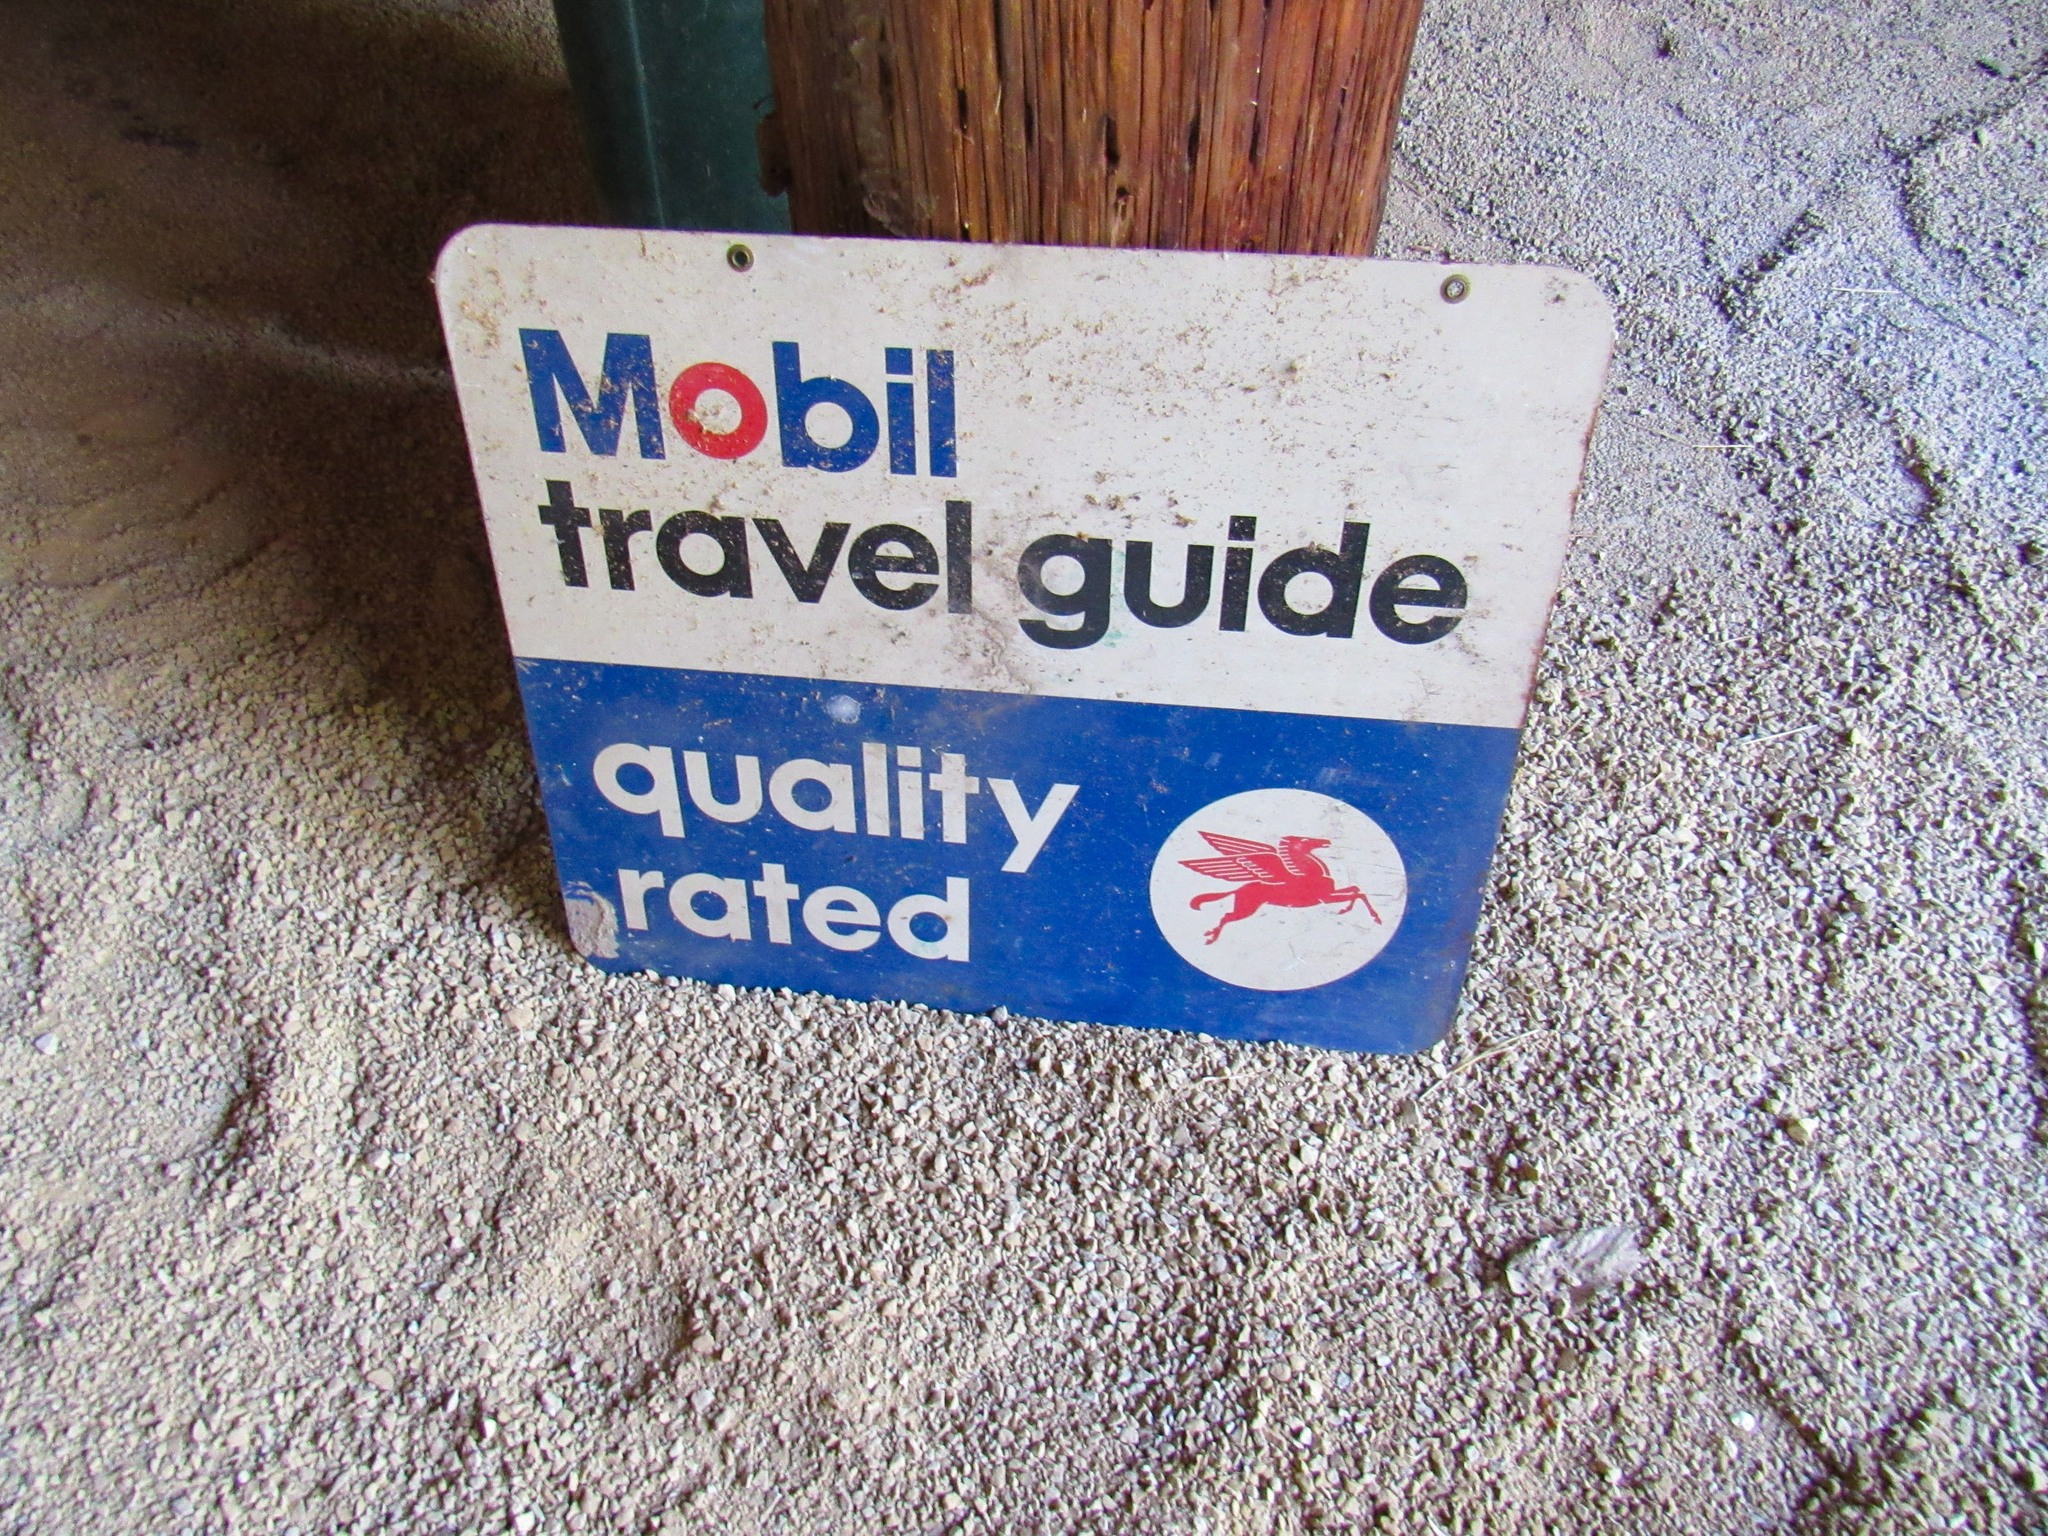 Mobil
travel guide
quality
rated